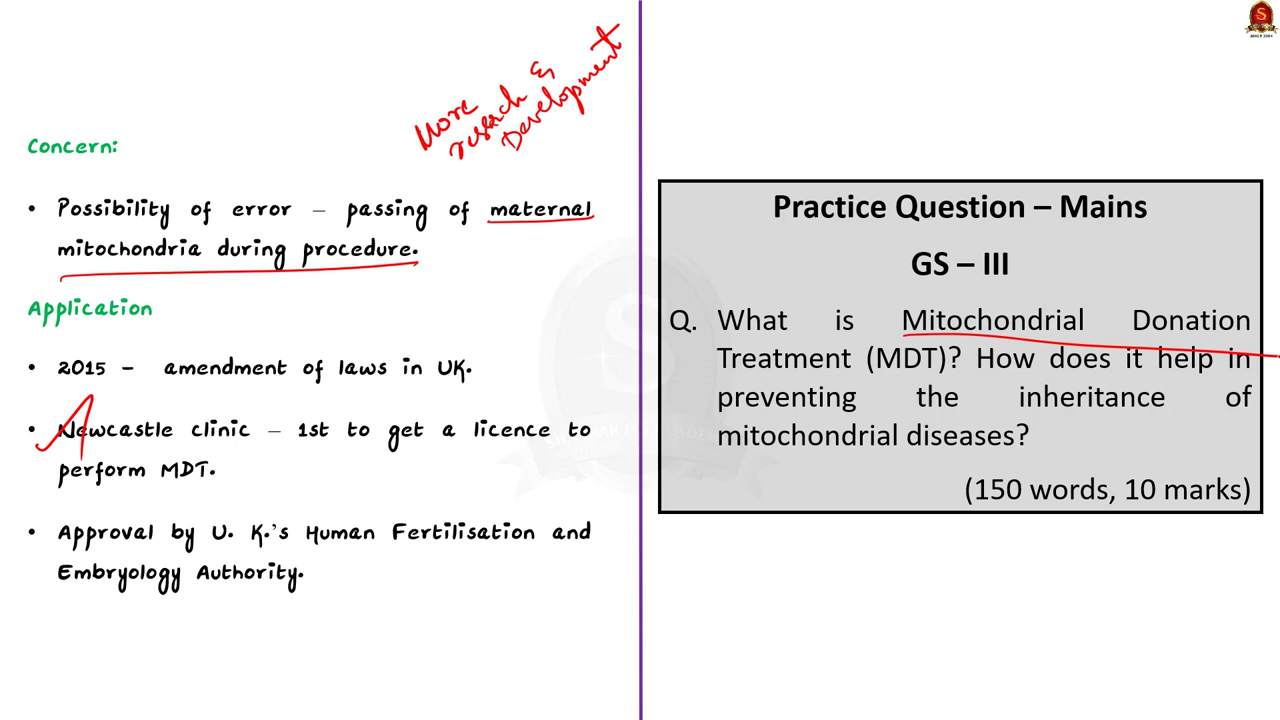 More
research &
Development
Concern:
• Possibility of error – passing of maternal
mitochondria during procedure.
Application
• 2015 – amendment of laws in UK.
• Newcastle clinic – 1st to get a licence to
perform MDT.
• Approval by U. K.'s Human Fertilisation and
Embryology Authority.
Practice Question – Mains
GS – III
Q. What is Mitochondrial Donation
Treatment (MDT)? How does it help in
preventing the inheritance of
mitochondrial diseases?
(150 words, 10 marks)
S
SINCE 2004